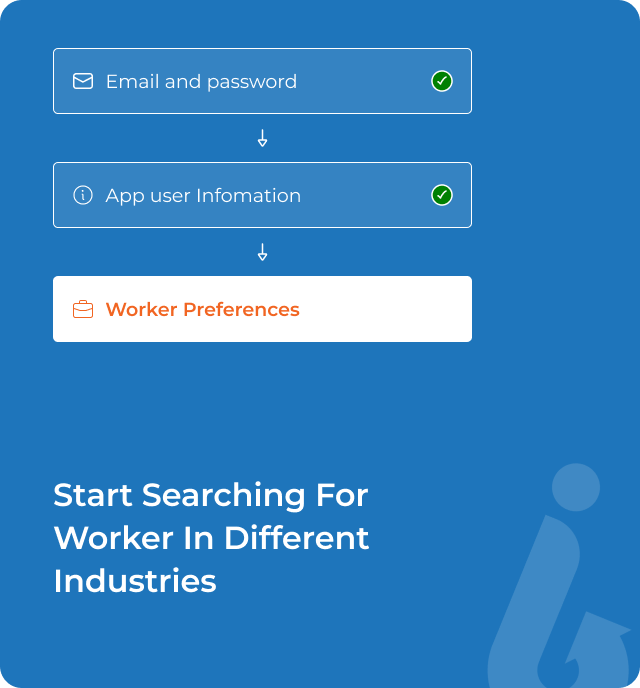 Email and password
App user Infomation
Worker Preferences
Start Searching For
Worker In Different
Industries